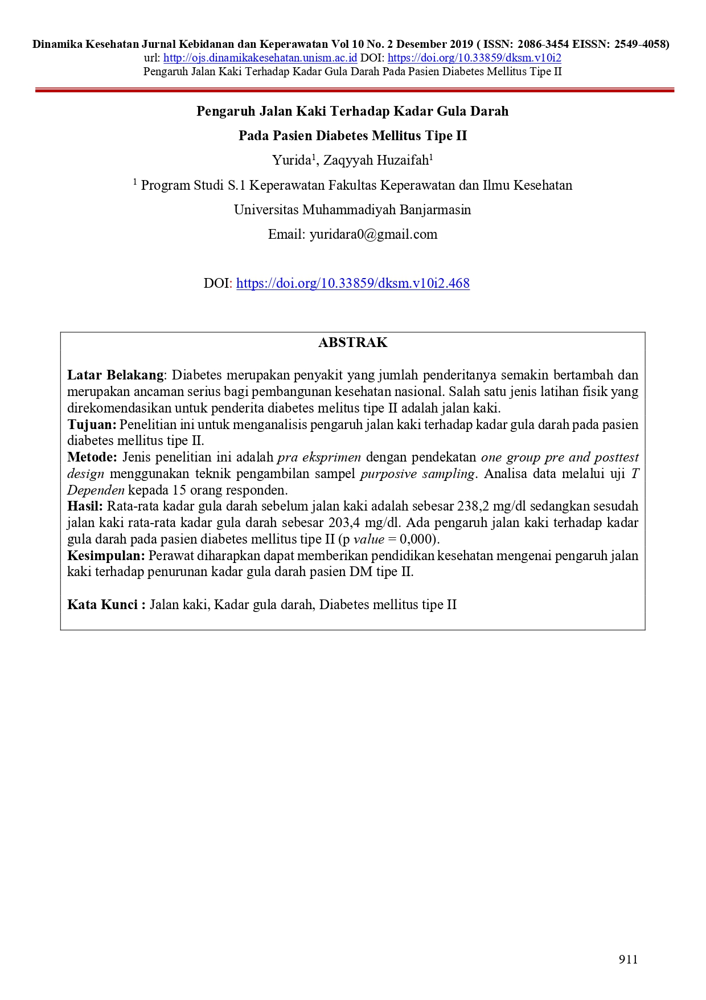 Dinamika Kesehatan Jurnal Kebidanan dan Keperawatan Vol 10 No. 2 Desember 2019 ( ISSN: 2086-3454 EISSN: 2549-4058)
url: http://ojs.dinamikakesehatan.unism.ac.id DOI: https://doi.org/10.33859/dksm.v10i2
Pengaruh Jalan Kaki Terhadap Kadar Gula Darah Pada Pasien Diabetes Mellitus Tipe II
Pengaruh Jalan Kaki Terhadap Kadar Gula Darah
Pada Pasien Diabetes Mellitus Tipe II
Yurida¹, Zaqyyah Huzaifah¹
¹ Program Studi S.1 Keperawatan Fakultas Keperawatan dan Ilmu Kesehatan
Universitas Muhammadiyah Banjarmasin
Email: yuridara0@gmail.com
DOI: https://doi.org/10.33859/dksm.v10i2.468
ABSTRAK
Latar Belakang: Diabetes merupakan penyakit yang jumlah penderitanya semakin bertambah dan
merupakan ancaman serius bagi pembangunan kesehatan nasional. Salah satu jenis latihan fisik yang
direkomendasikan untuk penderita diabetes melitus tipe II adalah jalan kaki.
Tujuan: Penelitian ini untuk menganalisis pengaruh jalan kaki terhadap kadar gula darah pada pasien
diabetes mellitus tipe II.
Metode: Jenis penelitian ini adalah pra eksprimen dengan pendekatan one group pre and posttest
design menggunakan teknik pengambilan sampel purposive sampling. Analisa data melalui uji T
Dependen kepada 15 orang responden.
Hasil: Rata-rata kadar gula darah sebelum jalan kaki adalah sebesar 238,2 mg/dl sedangkan sesudah
jalan kaki rata-rata kadar gula darah sebesar 203,4 mg/dl. Ada pengaruh jalan kaki terhadap kadar
gula darah pada pasien diabetes mellitus tipe II (p value = 0,000).
Kesimpulan: Perawat diharapkan dapat memberikan pendidikan kesehatan mengenai pengaruh jalan
kaki terhadap penurunan kadar gula darah pasien DM tipe II.
Kata Kunci : Jalan kaki, Kadar gula darah, Diabetes mellitus tipe II
911